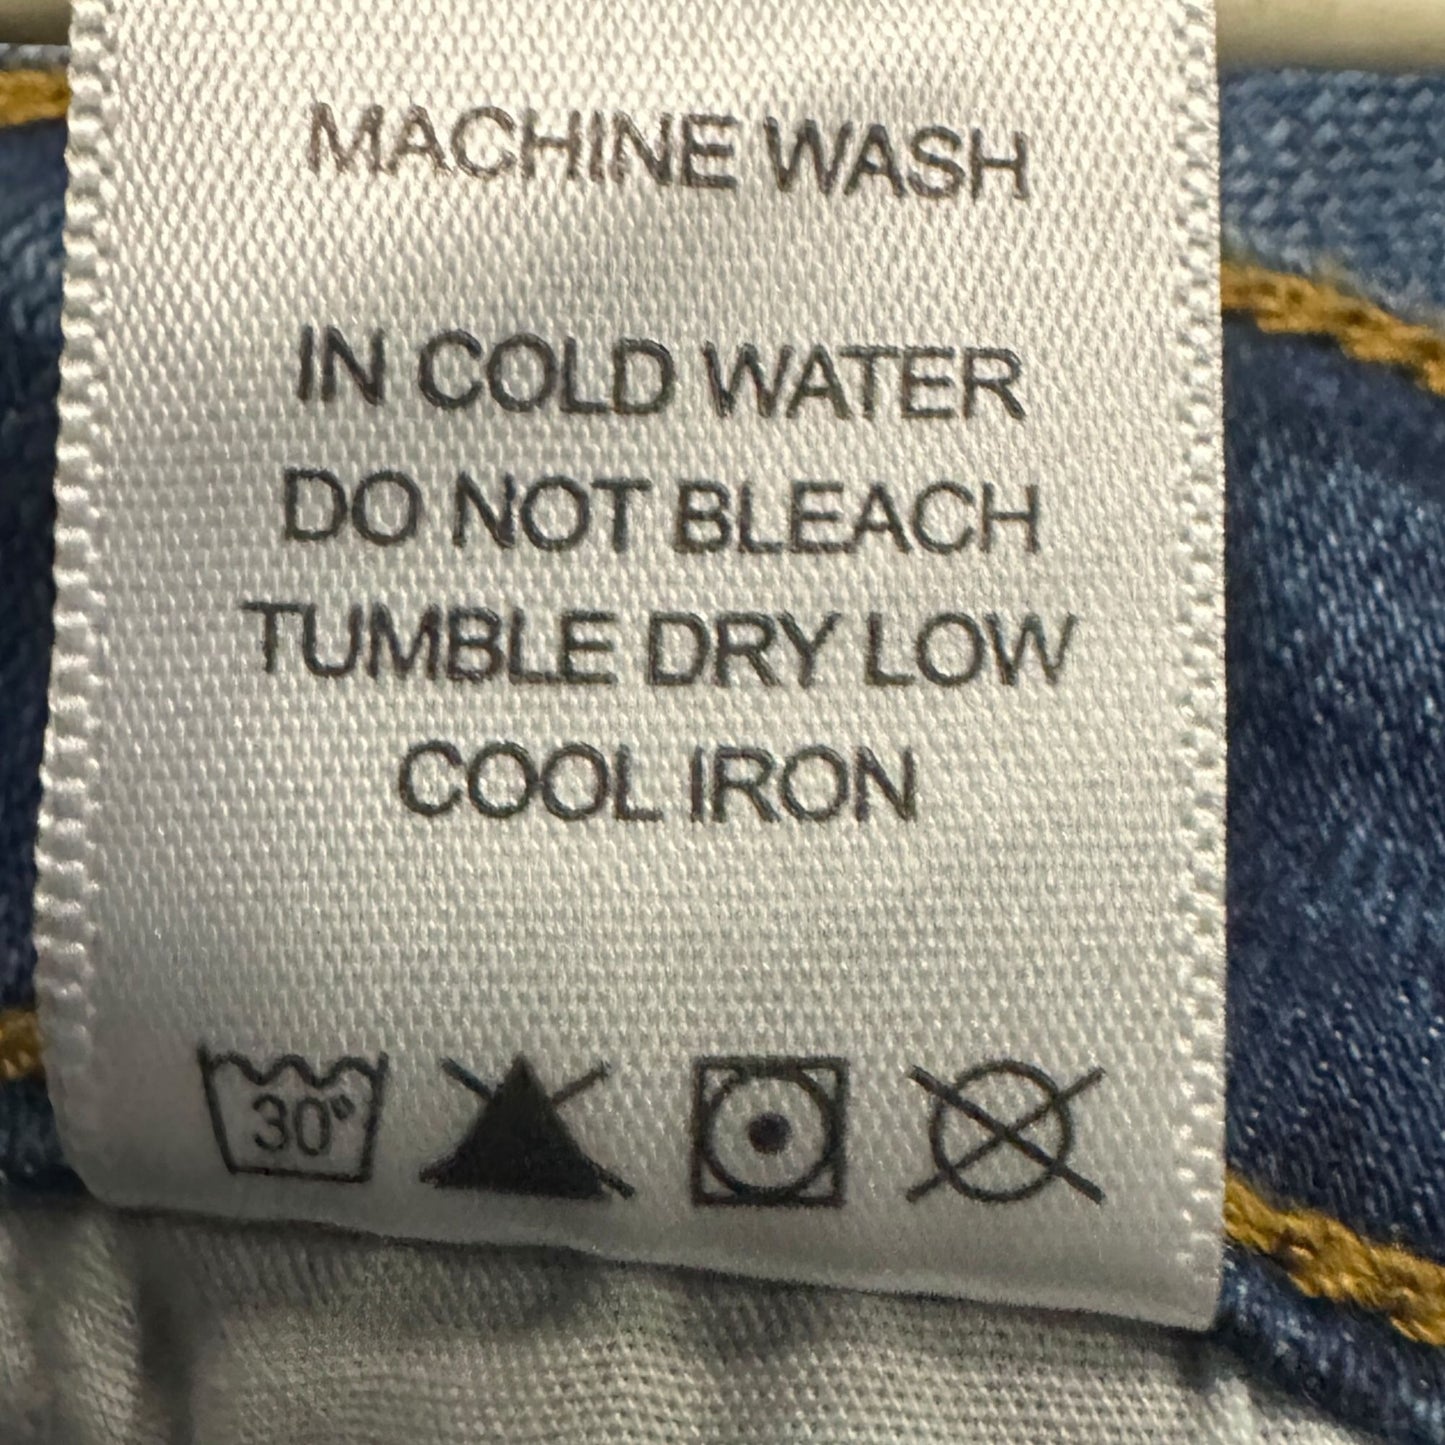 MACHINE WASH
IN COLD WATER
DO NOT BLEACH
TUMBLE DRY LOW
COOL IRON
30°